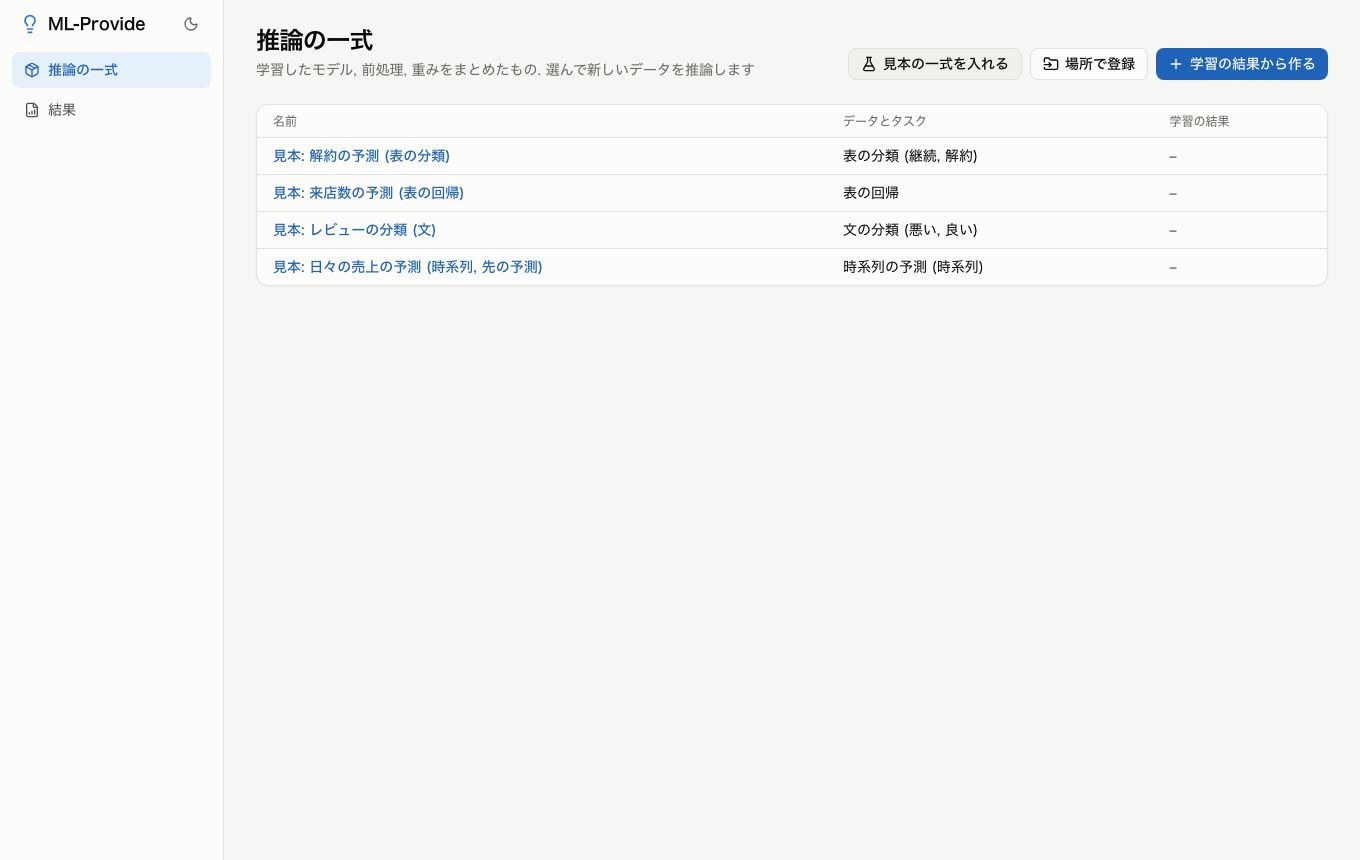 ML-Provide
推論の一式
結果
推論の一式
学習したモデル, 前処理, 重みをまとめたもの. 選んで新しいデータを推論します
見本の一式を入れる
場所で登録
+ 学習の結果から作る
名前 データとタスク 学習の結果
見本: 解約の予測 (表の分類) 表の分類 (継続, 解約) –
見本: 来店数の予測 (表の回帰) 表の回帰 –
見本: レビューの分類 (文) 文の分類 (悪い, 良い) –
見本: 日々の売上の予測 (時系列, 先の予測) 時系列の予測 (時系列) –